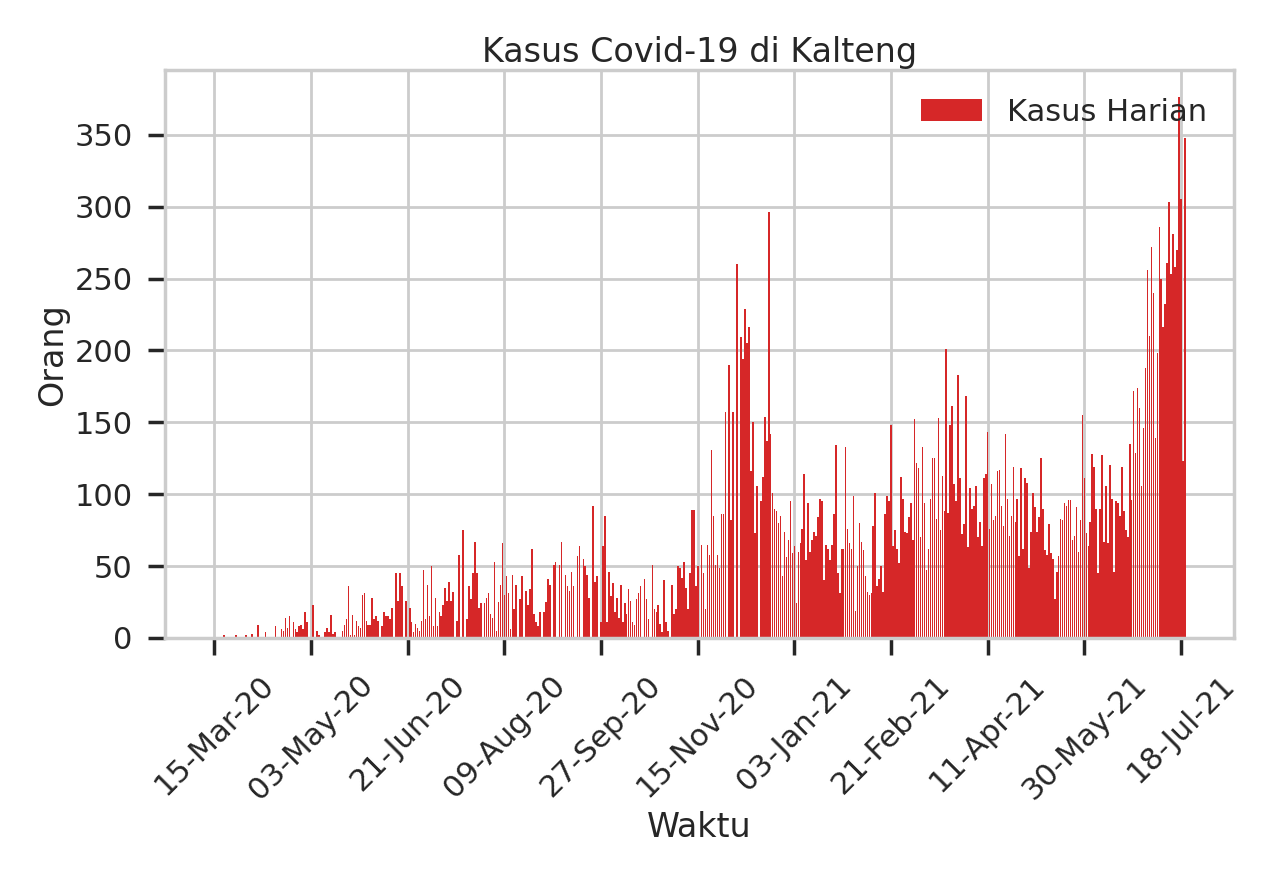 Kasus Covid-19 di Kalteng
Kasus Harian
350
300
250
200
150
100
50
0
Orang
15-Mar-20
03-May-20
21-Jun-20
09-Aug-20
27-Sep-20
15-Nov-20
03-Jan-21
21-Feb-21
11-Apr-21
30-May-21
18-Jul-21
Waktu